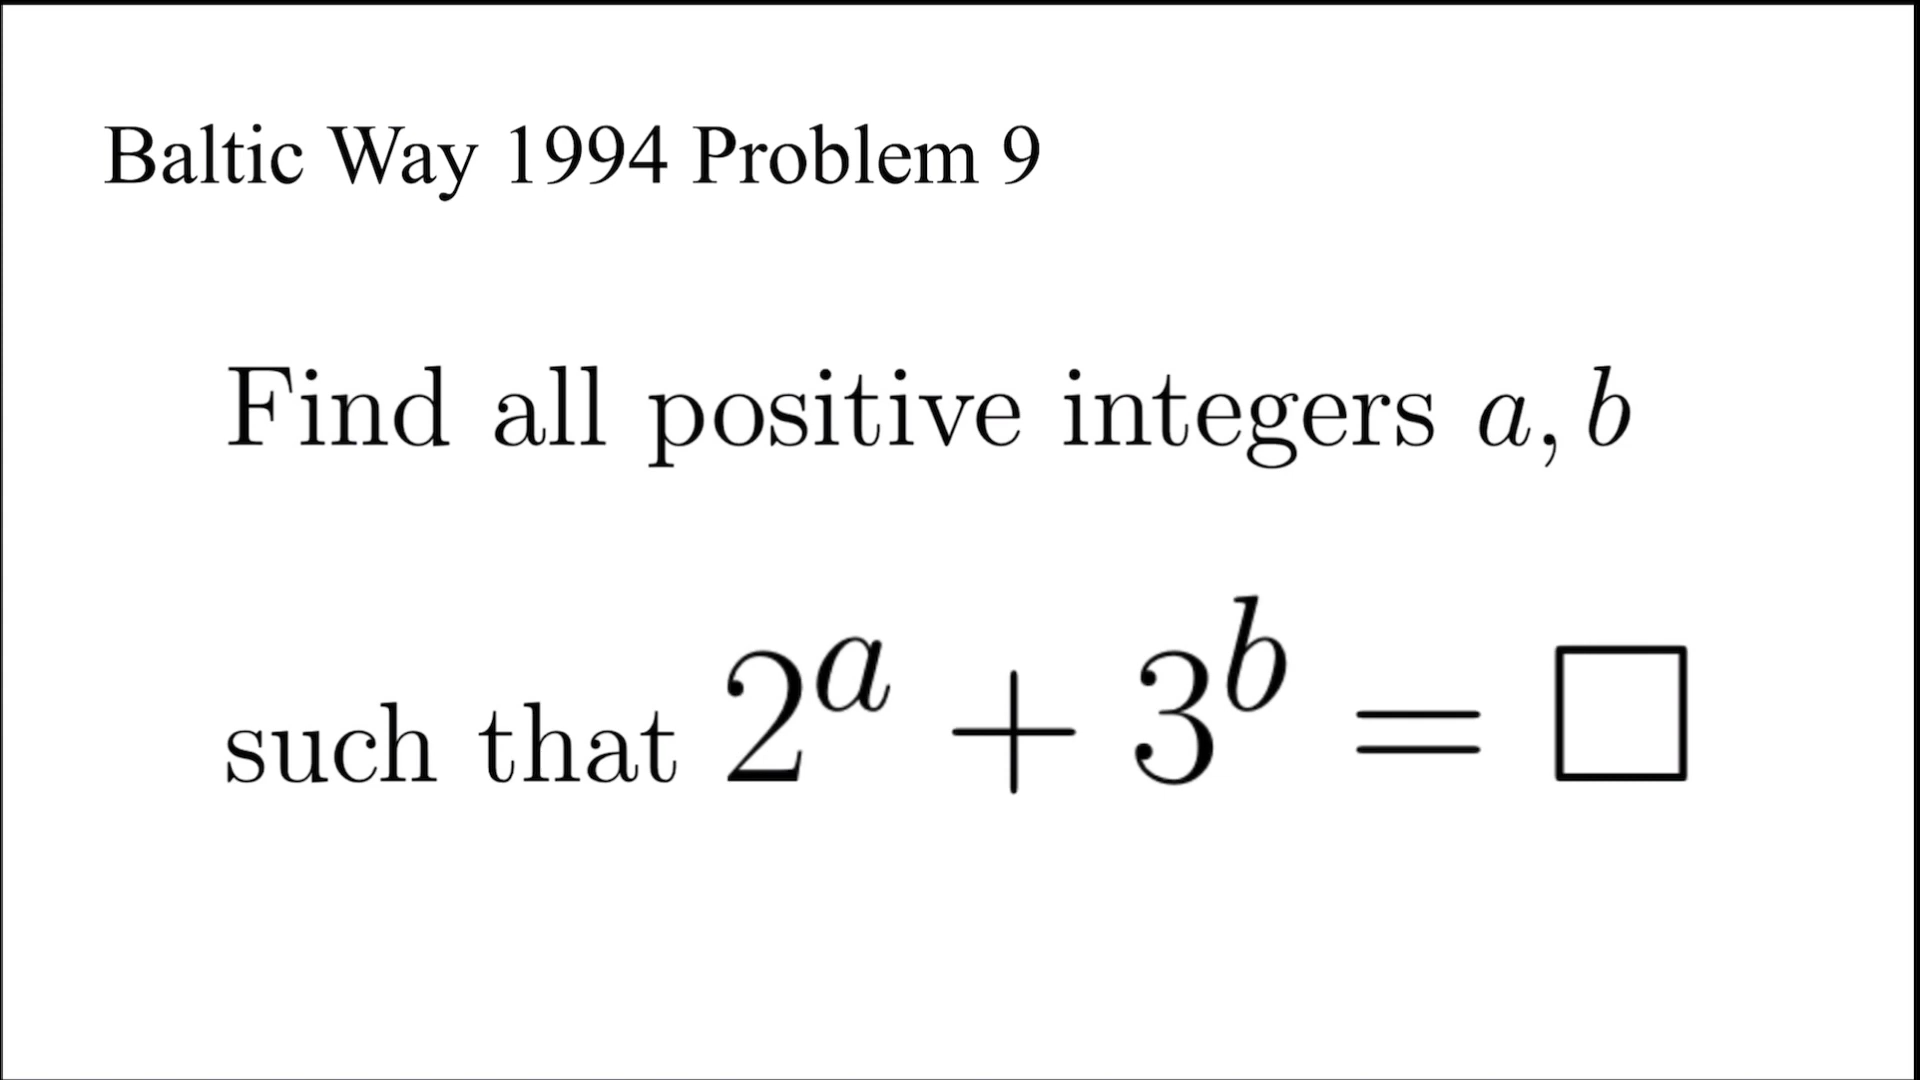 Baltic Way 1994 Problem 9
Find all positive integers a, b
such that 2^a + 3^b = □